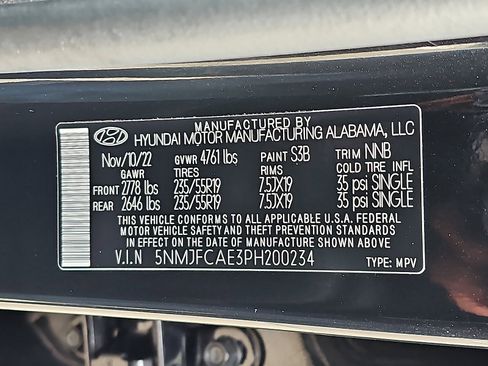 MANUFACTURED BY
HYUNDAI MOTOR MANUFACTURING ALABAMA, LLC
Nov/10/22 GVWR 4761 lbs PAINT S3B TRIM NNB
GAWR TIRES RIMS COLD TIRE INFL
FRONT 2778 lbs 235/55R19 7.5JX19 35 psi SINGLE
REAR 2646 lbs 235/55R19 7.5JX19 35 psi SINGLE
THIS VEHICLE CONFORMS TO ALL APPLICABLE U.S.A. FEDERAL
MOTOR VEHICLE SAFETY AND THEFT PREVENTION STANDARDS
IN EFFECT ON THE DATE OF MANUFACTURE SHOWN ABOVE
V.I.N 5NMJFCAE3PH200234 TYPE: MPV